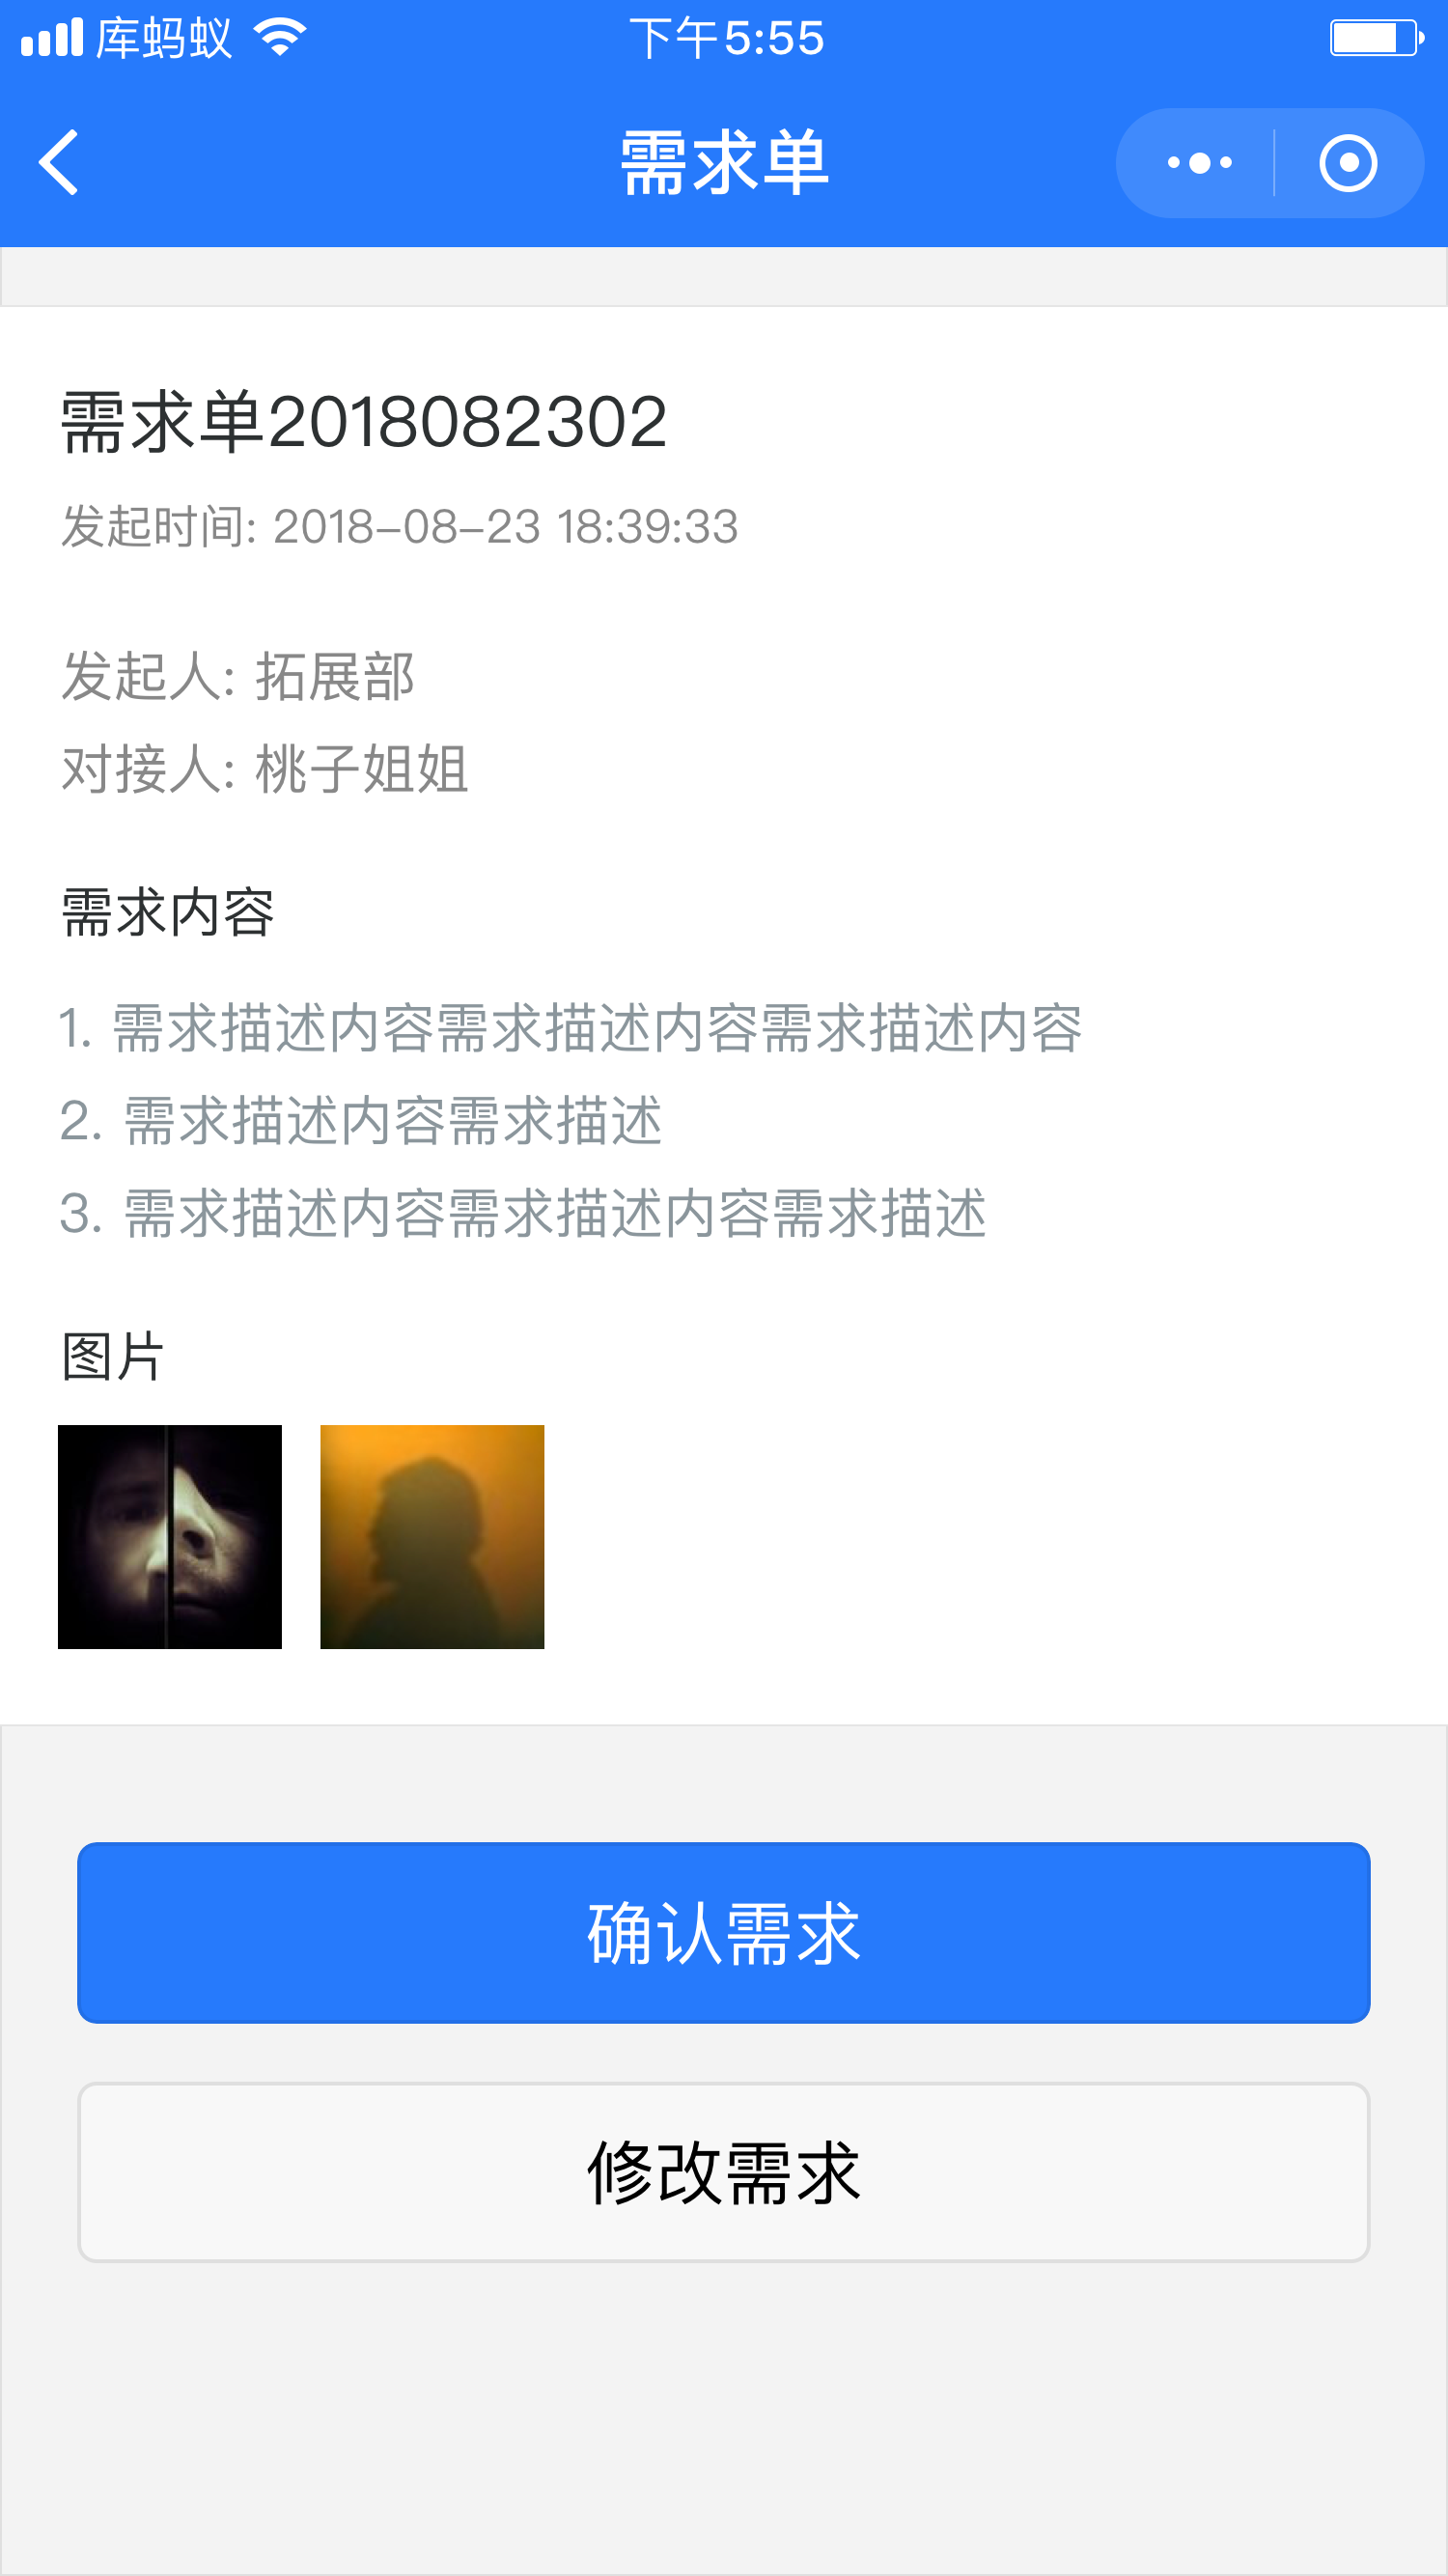 库蚂蚁 下午5:55
需求单
需求单2018082302
发起时间: 2018-08-23 18:39:33
发起人: 拓展部
对接人: 桃子姐姐
需求内容
1. 需求描述内容需求描述内容需求描述内容
2. 需求描述内容需求描述
3. 需求描述内容需求描述内容需求描述
图片
确认需求
修改需求